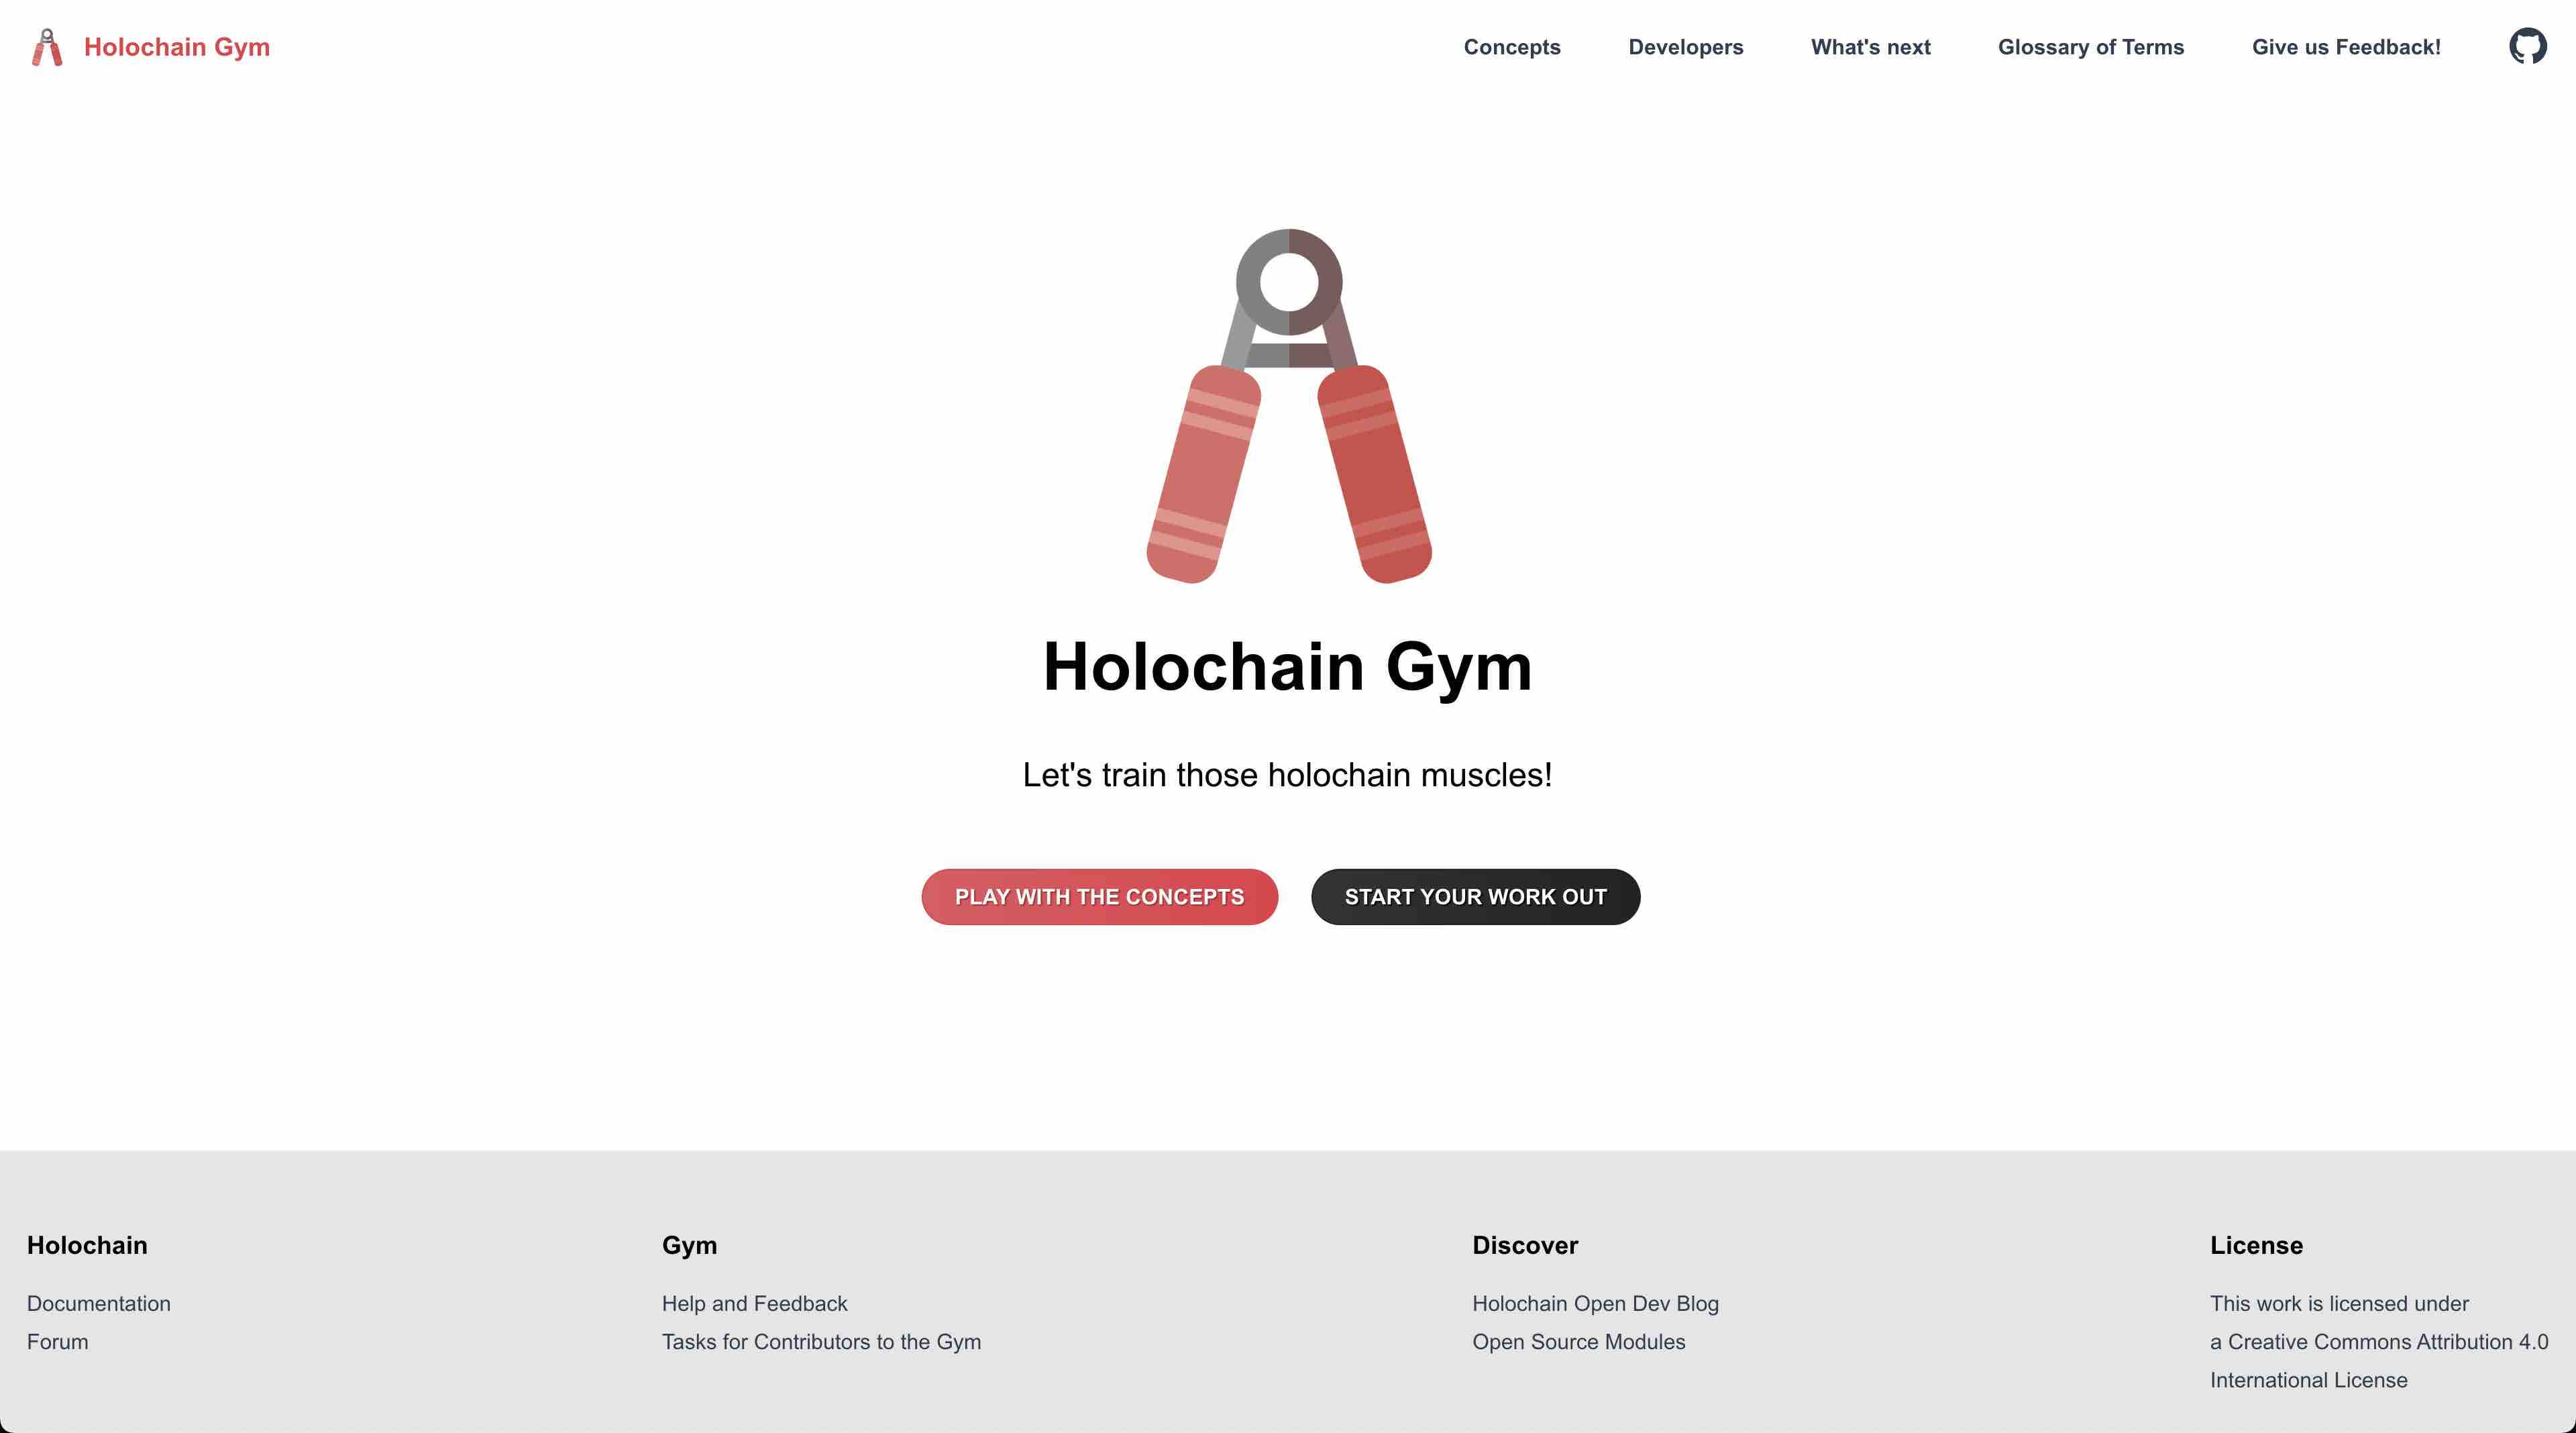 Holochain Gym
Concepts
Developers
What's next
Glossary of Terms
Give us Feedback!
Holochain Gym
Let's train those holochain muscles!
PLAY WITH THE CONCEPTS
START YOUR WORK OUT
Holochain
Documentation
Forum
Gym
Help and Feedback
Tasks for Contributors to the Gym
Discover
Holochain Open Dev Blog
Open Source Modules
License
This work is licensed under
a Creative Commons Attribution 4.0
International License